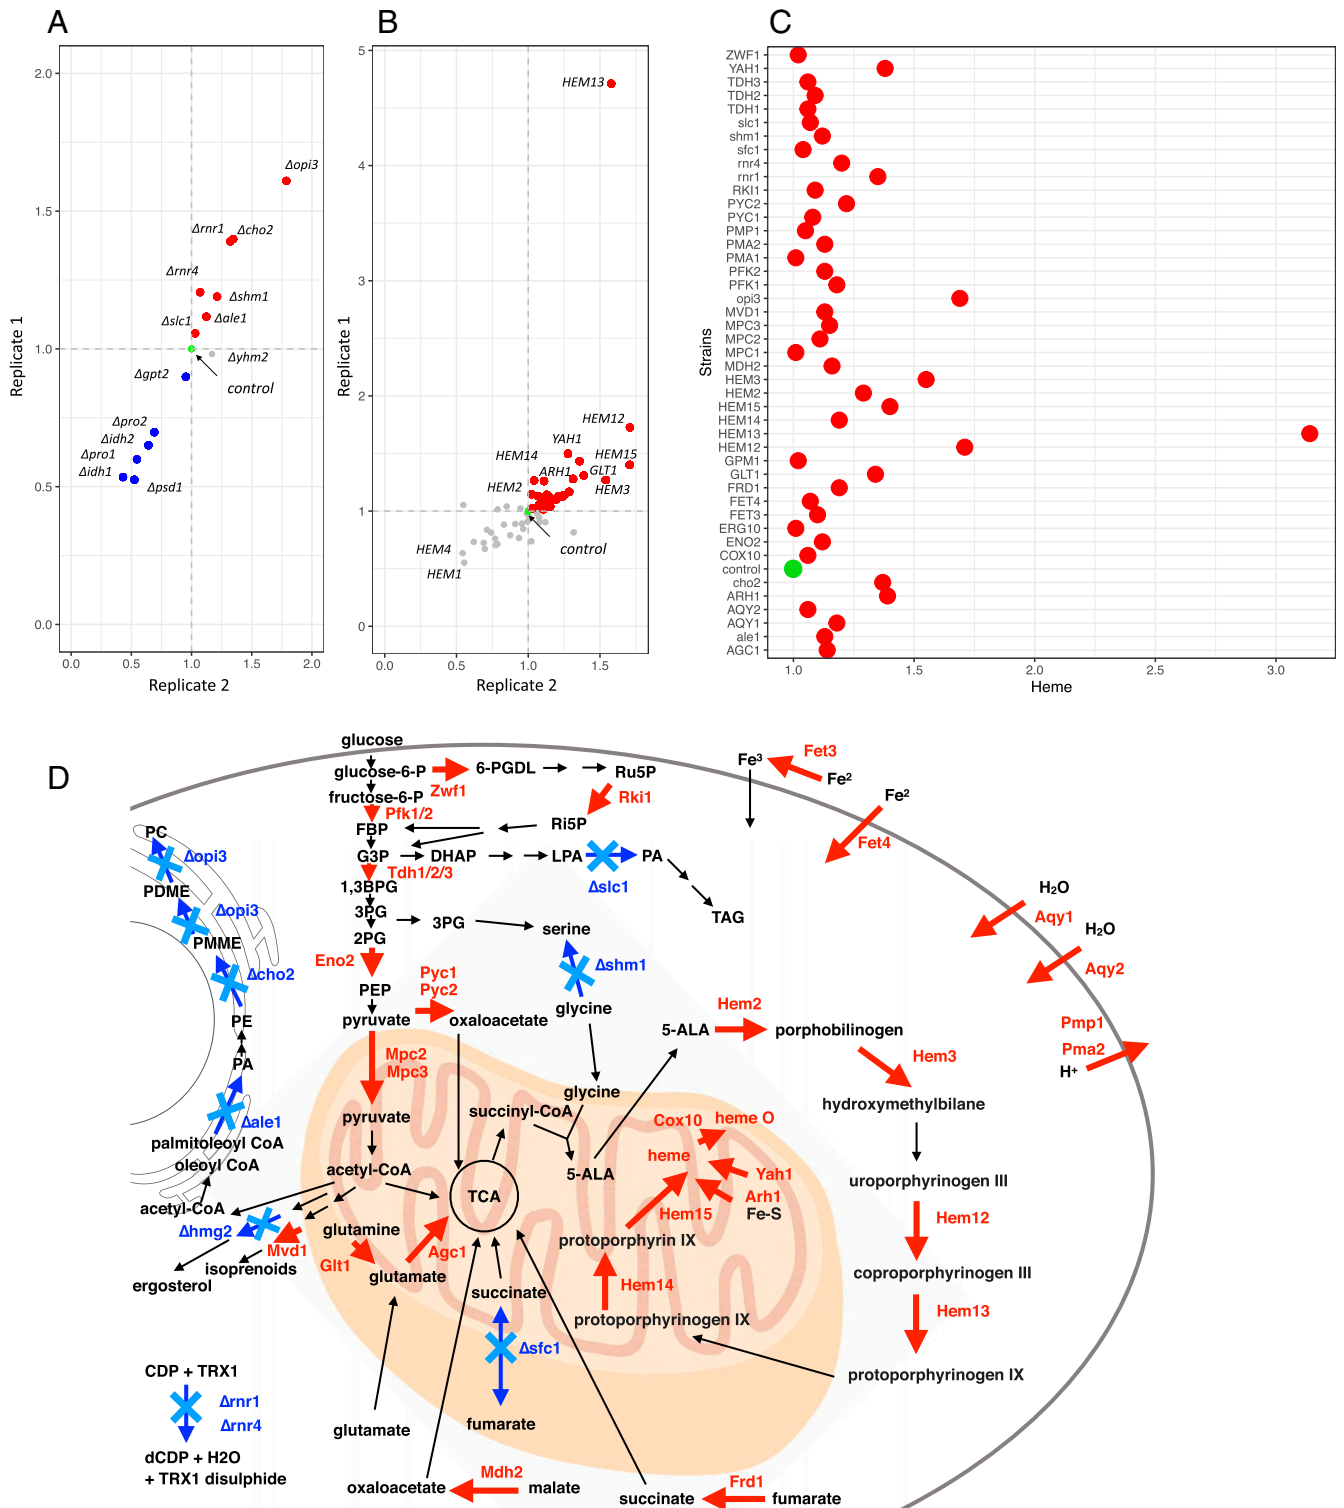 A
B
C
2.0
1.5
1.0
0.5
0.0
0.0
0.5
1.0
1.5
2.0
Replicate 1
Replicate 2
Δopi3
Δrnr1
Δcho2
Δrnr4
Δshm1
Δale1
Δslc1
Δyhm2
Δgpt2
control
Δpro2
Δidh2
Δpro1
Δidh1
Δpsd1
5
4
3
2
1
0
0.0
0.5
1.0
1.5
Replicate 1
Replicate 2
HEM13
HEM12
YAH1
HEM14
HEM15
ARH1
GLT1
HEM2
HEM3
HEM4
control
HEM1
Strains
ZWF1
YAH1
TDH3
TDH2
TDH1
slc1
shm1
sfc1
rnr4
rnr1
RKI1
PYC2
PYC1
PMP1
PMA2
PMA1
PFK2
PFK1
opi3
MVD1
MPC3
MPC2
MPC1
MDH2
HEM3
HEM2
HEM15
HEM14
HEM13
HEM12
GPM1
GLT1
FRD1
FET4
FET3
ERG10
ENO2
COX10
control
cho2
ARH1
AQY2
AQY1
ale1
AGC1
1.0
1.5
2.0
2.5
3.0
Heme
D
glucose
glucose-6-P
6-PGDL
Ru5P
Zwf1
fructose-6-P
Rki1
Pfk1/2
FBP
Ri5P
G3P
DHAP
LPA
PA
Tdh1/2/3
Δslc1
1,3BPG
3PG
3PG
TAG
2PG
serine
Eno2
Pyc1
Pyc2
Δshm1
PEP
glycine
pyruvate
oxaloacetate
Fe3
Fet3
Fe2
Fe2
Fet4
H2O
Aqy1
H2O
Aqy2
Pmp1
Pma2
H+
PC
Δopi3
PDME
Δopi3
PMME
Δcho2
PE
PA
Δale1
palmitoleoyl CoA
oleoyl CoA
acetyl-CoA
Δhmg2
Mvd1
isoprenoids
ergosterol
Mpc2
Mpc3
pyruvate
acetyl-CoA
glutamine
Glt1
Agc1
glutamate
TCA
succinyl-CoA
glycine
5-ALA
5-ALA
Hem2
porphobilinogen
Hem3
hydroxymethylbilane
uroporphyrinogen III
Hem12
coproporphyrinogen III
Hem13
protoporphyrinogen IX
Cox10
heme O
heme
Yah1
Arh1
Fe-S
Hem15
protoporphyrin IX
Hem14
protoporphyrinogen IX
succinate
Δsfc1
fumarate
glutamate
oxaloacetate
Mdh2
malate
succinate
Frd1
fumarate
CDP + TRX1
Δrnr1
Δrnr4
dCDP + H2O
+ TRX1 disulphide